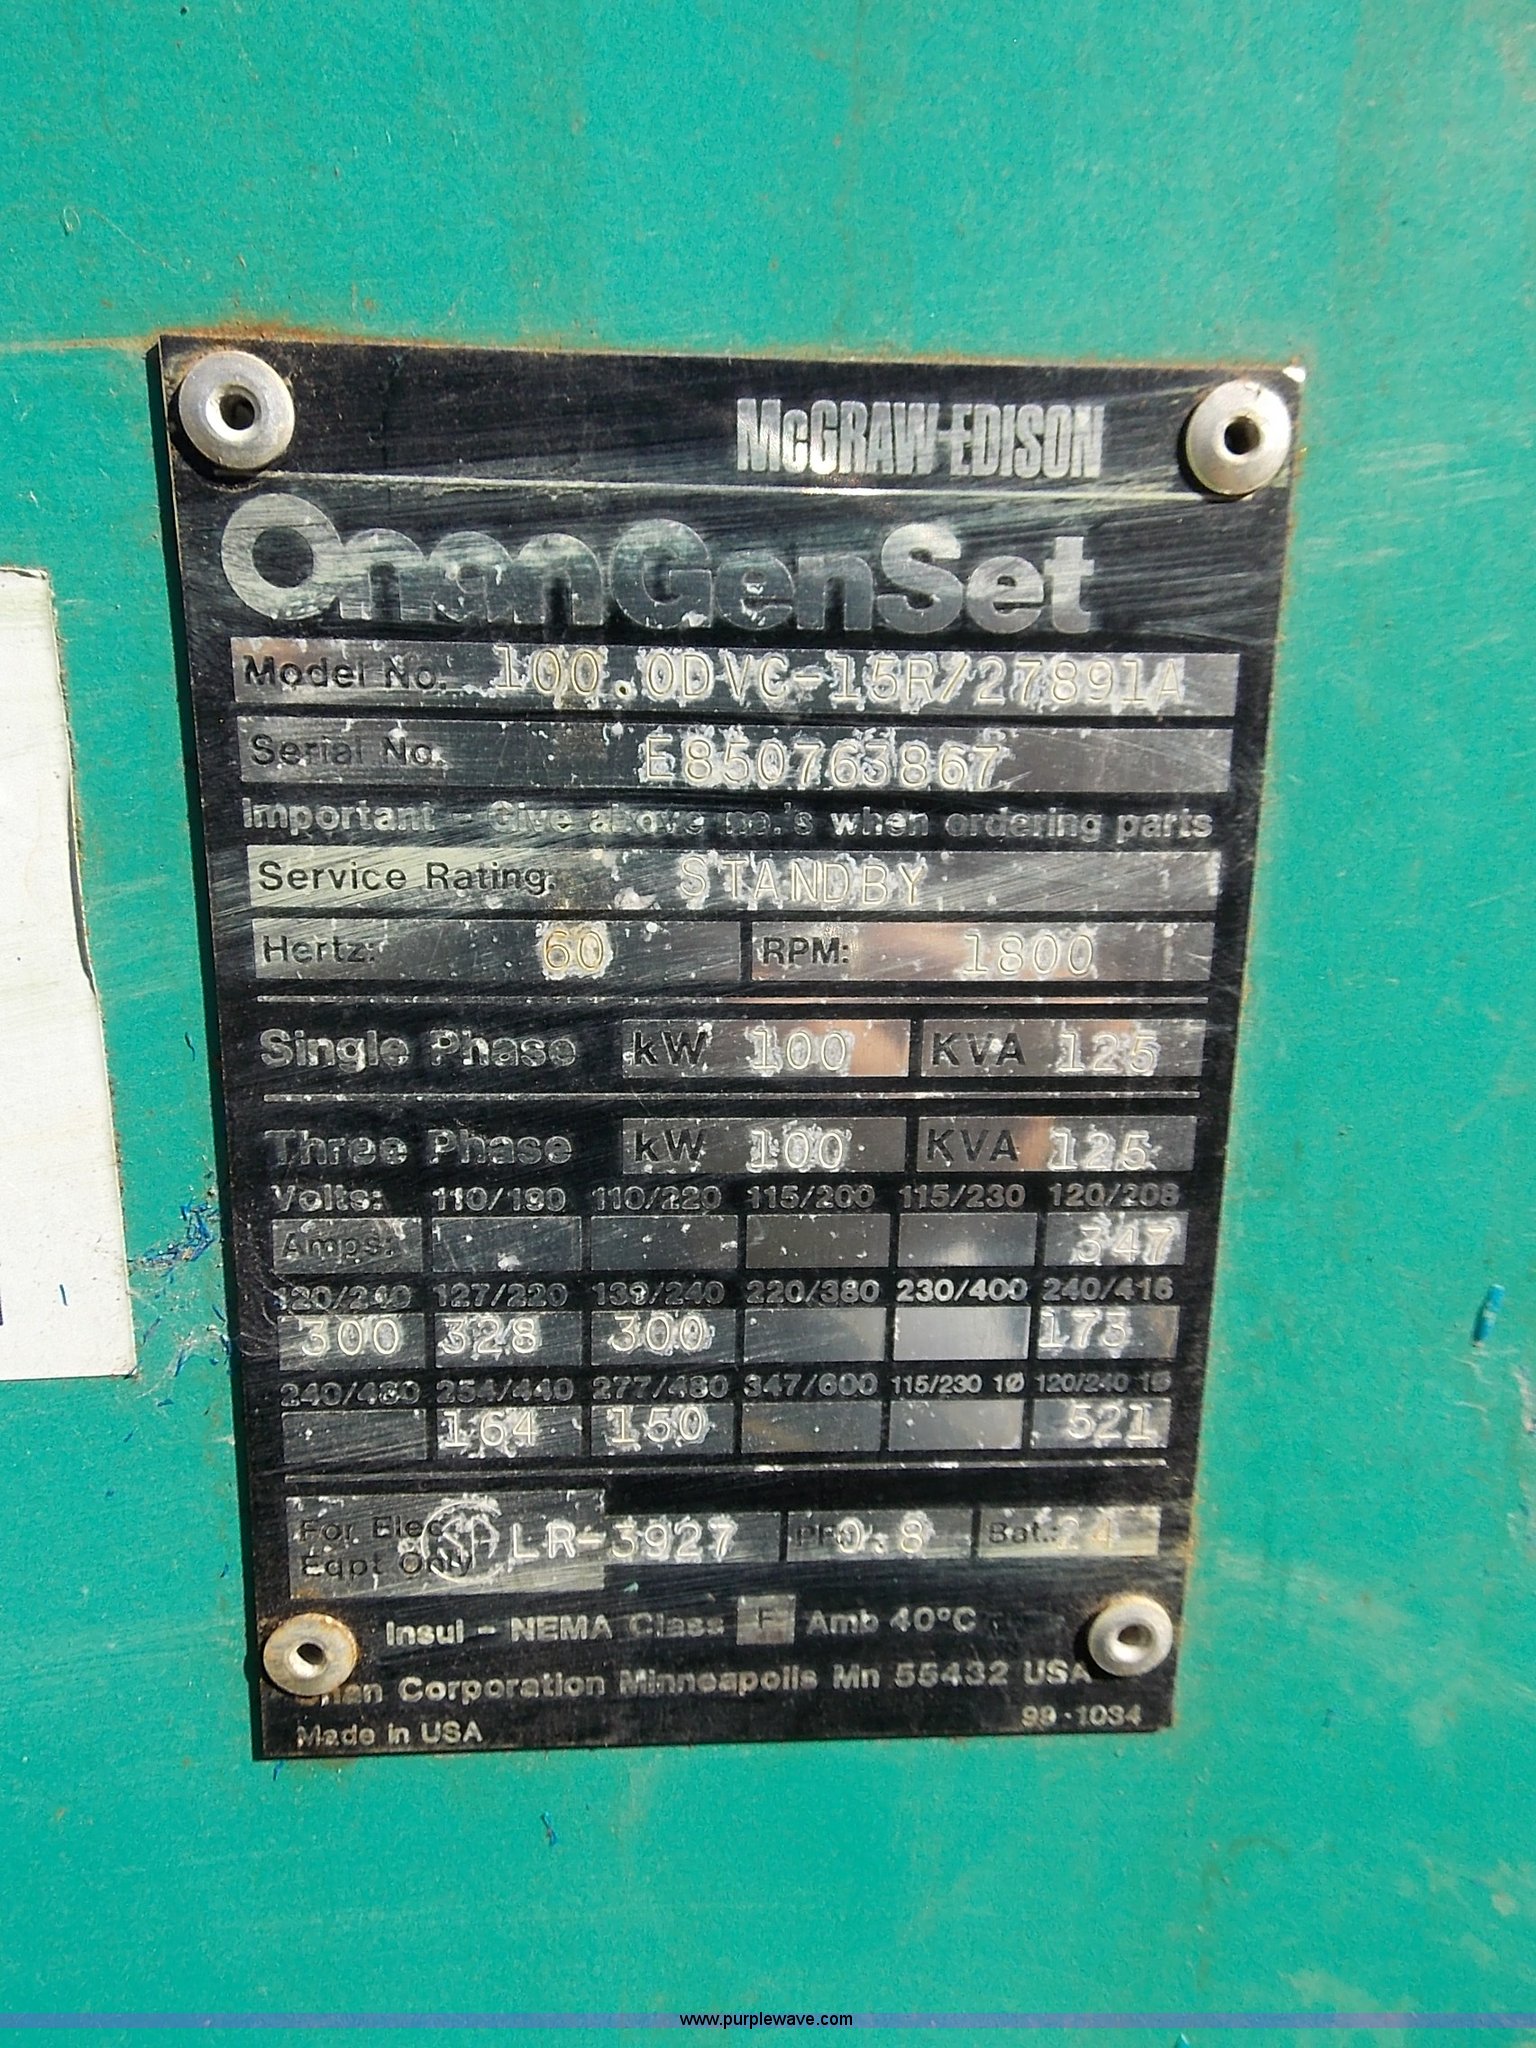 McGRAW-EDISON
OnanGenSet
Model No. 100.0DVC-15R/27891A
Serial No. E850763867
Important - Give above no.'s when ordering parts
Service Rating: STANDBY
Hertz: 60 RPM: 1800
Single Phase kW 100 KVA 125
Three Phase kW 100 KVA 125
Volts: 110/190 110/220 115/200 115/230 120/208
Amps: 347
120/240 127/220 139/240 220/380 230/400 240/416
300 328 300 173
240/480 254/440 277/480 347/600 115/230 1Ø 120/240 1Ø
164 150 521
For Elec
Eqpt Only SA LR-3927 PF: 0.8 Bat.: 24
Insul - NEMA Class F Amb 40°C
Onan Corporation Minneapolis Mn 55432 USA
Made in USA 99-1034
www.purplewave.com